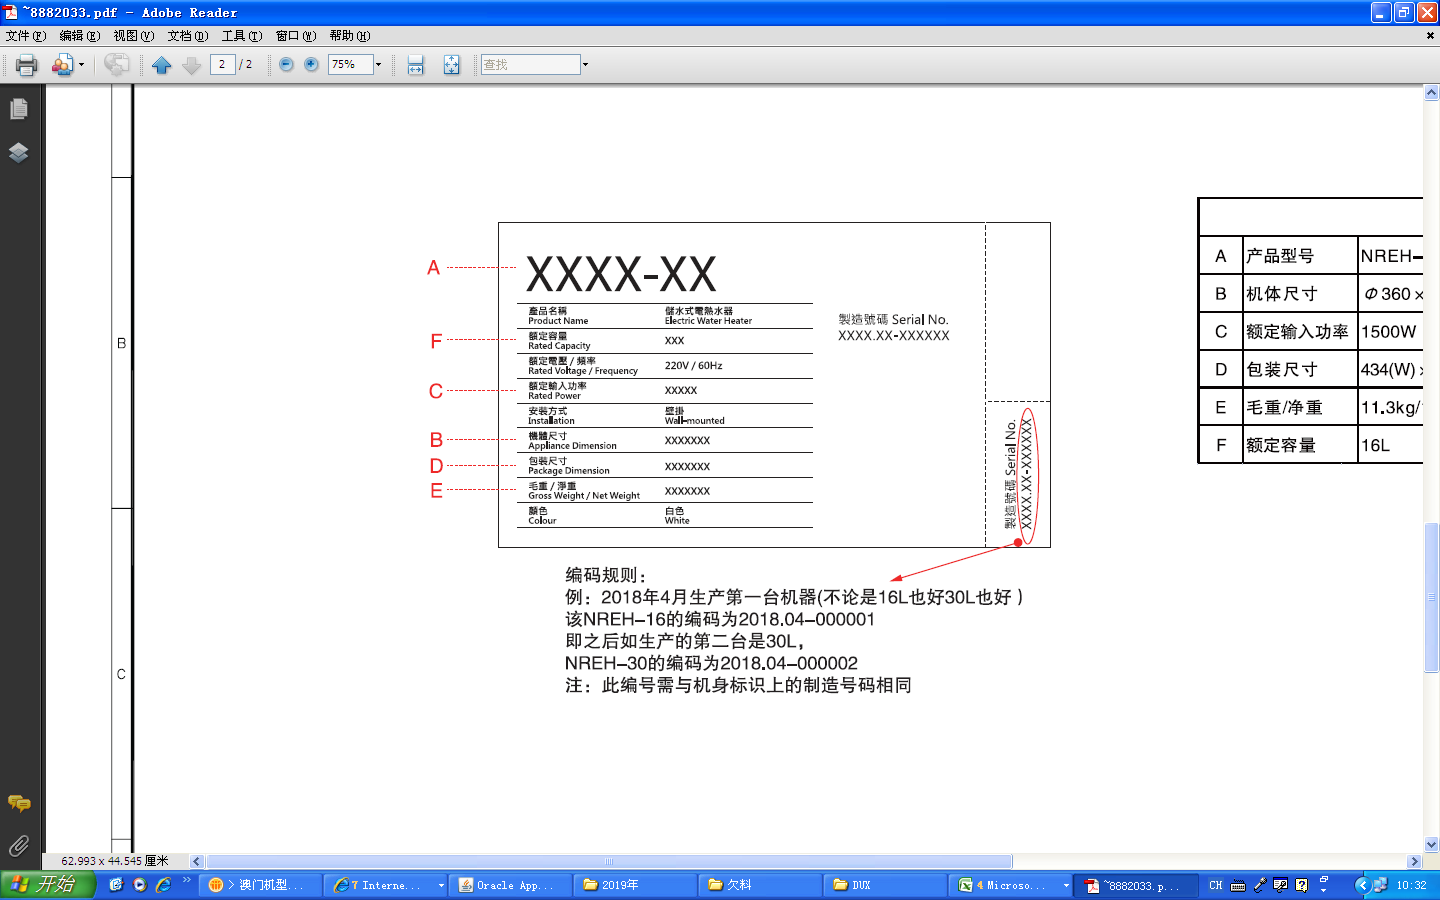 ~8882033.pdf - Adobe Reader
文件(F) 编辑(E) 视图(V) 文档(D) 工具(T) 窗口(W) 帮助(H)
2 / 2 75% 查找
B
C
A XXXX-XX
產品名稱 儲水式電熱水器
Product Name Electric Water Heater
F 額定容量 XXX
Rated Capacity
額定電壓 / 頻率 220V / 60Hz
Rated Voltage / Frequency
C 額定輸入功率 XXXXX
Rated Power
安裝方式 壁掛
Installation Wall-mounted
B 機體尺寸 XXXXXXX
Appliance Dimension
D 包裝尺寸 XXXXXXX
Package Dimension
E 毛重 / 淨重 XXXXXXX
Gross Weight / Net Weight
顏色 白色
Colour White
製造號碼 Serial No.
XXXX.XX-XXXXXX
製造號碼 Serial No.
XXXX.XX-XXXXXX
编码规则：
例：2018年4月生产第一台机器(不论是16L也好30L也好 )
该NREH-16的编码为2018.04-000001
即之后如生产的第二台是30L，
NREH-30的编码为2018.04-000002
注：此编号需与机身标识上的制造号码相同
A 产品型号 NREH-
B 机体尺寸 Φ360×
C 额定输入功率 1500W
D 包装尺寸 434(W)×
E 毛重/净重 11.3kg/
F 额定容量 16L
62.993 x 44.545 厘米
开始 > 澳门机型... 7 Interne... Oracle App... 2019年 欠料 DUX 4 Microso... ~8882033.p... CH 10:32